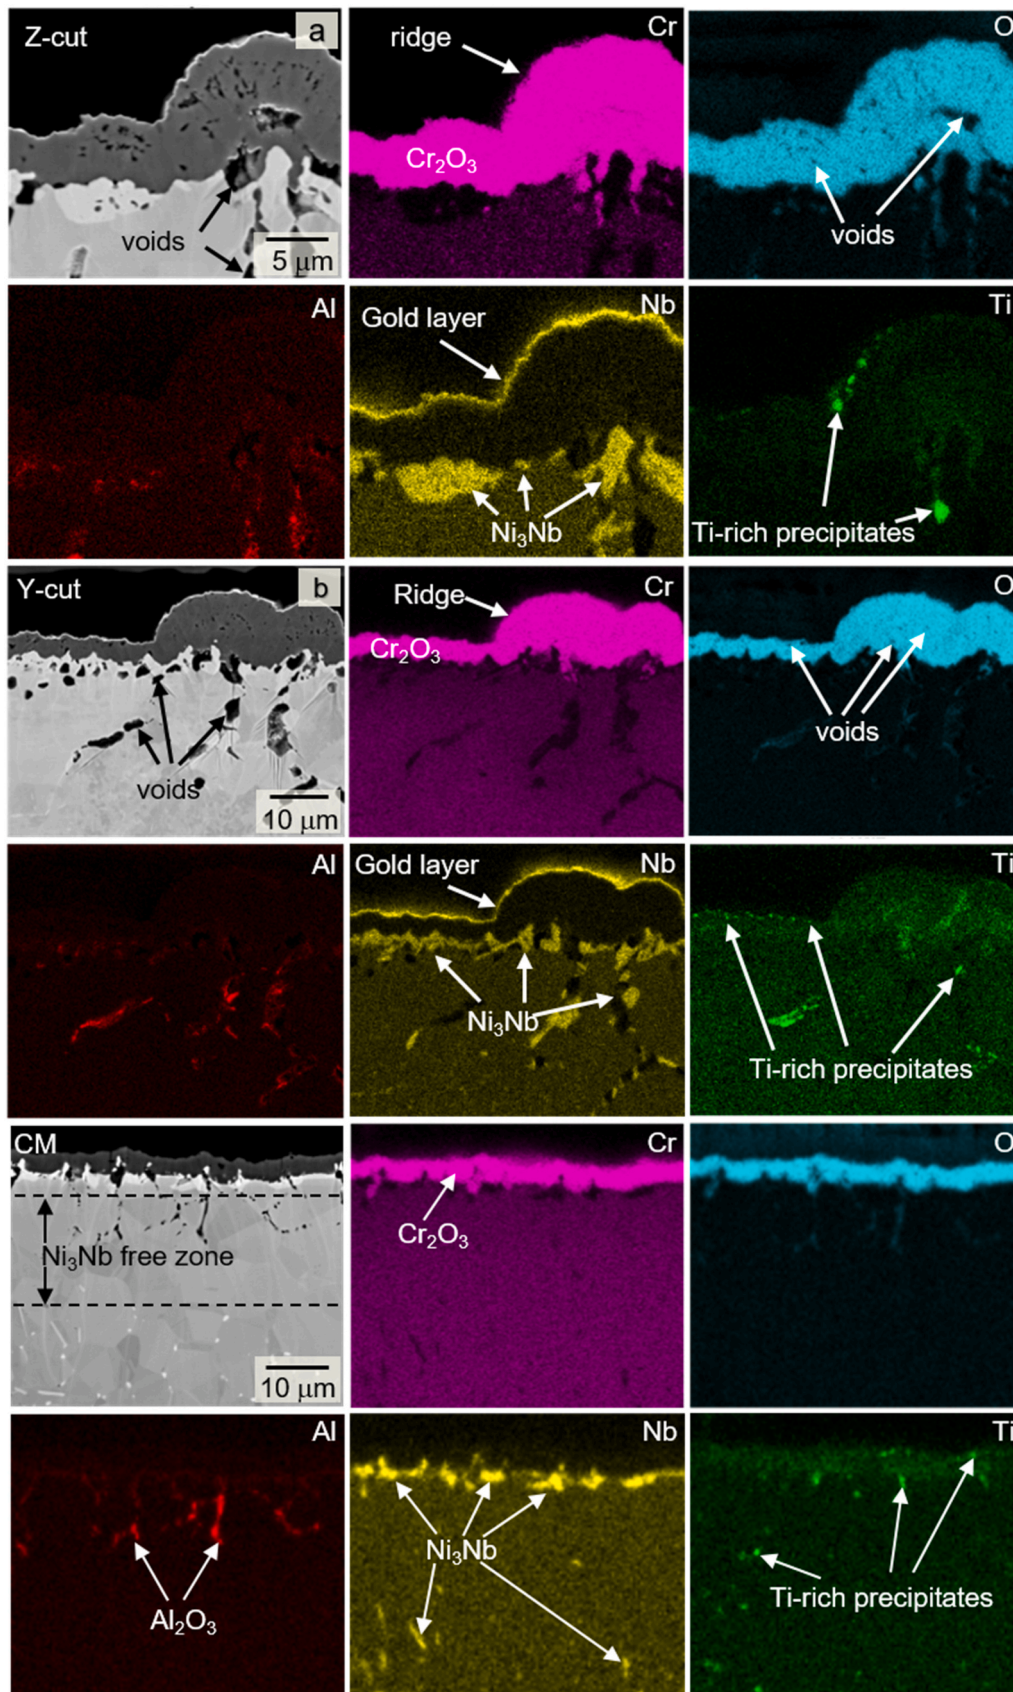 Z-cut
a
voids
5 μm
ridge
Cr
Cr₂O₃
O
voids
Al
Gold layer
Nb
Ni₃Nb
Ti
Ti-rich precipitates
Y-cut
b
voids
10 μm
Ridge
Cr
Cr₂O₃
O
voids
Al
Gold layer
Nb
Ni₃Nb
Ti
Ti-rich precipitates
CM
Ni₃Nb free zone
10 μm
Cr
Cr₂O₃
O
Al
Al₂O₃
Nb
Ni₃Nb
Ti
Ti-rich precipitates